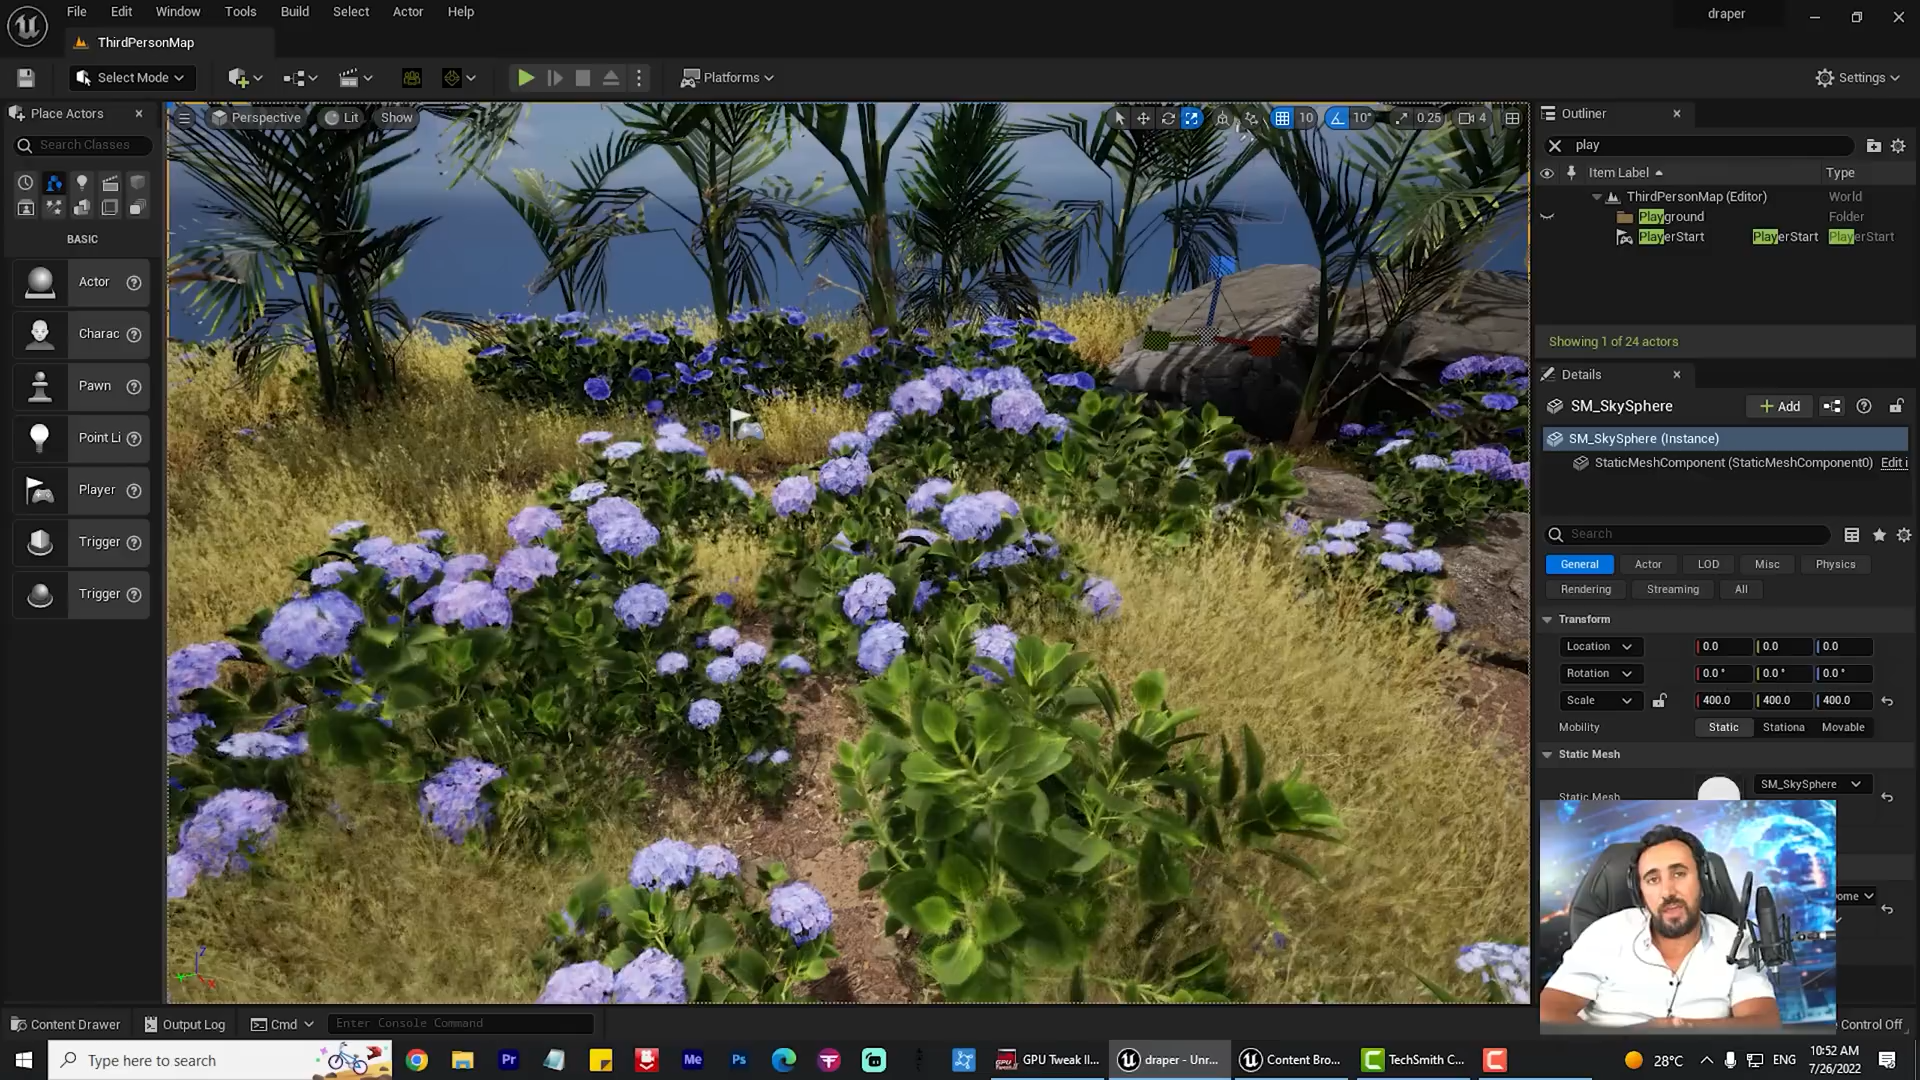 File Edit Window Tools Build Select Actor Help
draper
ThirdPersonMap
Select Mode
Platforms
Settings
Place Actors
Perspective Lit Show
10 10° 0.25 4
Outliner
Search Classes
play
Item Label Type
ThirdPersonMap (Editor) World
Playground Folder
PlayerStart PlayerStart PlayerStart
BASIC
Actor
Charac
Pawn
Point Li
Player
Trigger
Trigger
Showing 1 of 24 actors
Details
SM_SkySphere
Add
SM_SkySphere (Instance)
StaticMeshComponent (StaticMeshComponent0) Edit i
Search
General Actor LOD Misc Physics
Rendering Streaming All
Transform
Location 0.0 0.0 0.0
Rotation 0.0° 0.0° 0.0°
Scale 400.0 400.0 400.0
Mobility Static Stationa Movable
Static Mesh
Static Mesh SM_SkySphere
ome
Z
X
Content Drawer Output Log Cmd Enter Console Command
Control Off
Type here to search
Pr Me Ps
GPU Tweak II... draper - Unr... Content Bro... TechSmith C...
28°C ENG
10:52 AM
7/26/2022